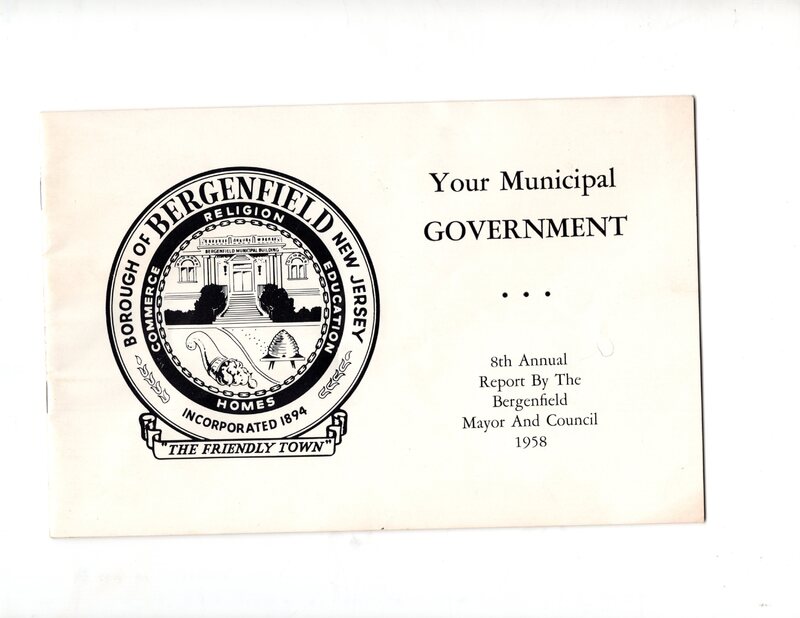 BOROUGH OF BERGENFIELD NEW JERSEY
RELIGION
COMMERCE
EDUCATION
HOMES
BERGENFIELD MUNICIPAL BUILDING
INCORPORATED 1894
"THE FRIENDLY TOWN"
Your Municipal
GOVERNMENT
• • •
8th Annual
Report By The
Bergenfield
Mayor And Council
1958